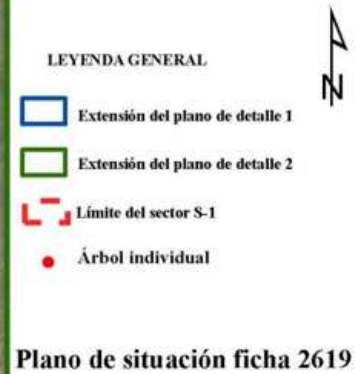 N
LEYENDA GENERAL
Extensión del plano de detalle 1
Extensión del plano de detalle 2
Límite del sector S-1
Árbol individual
Plano de situación ficha 2619